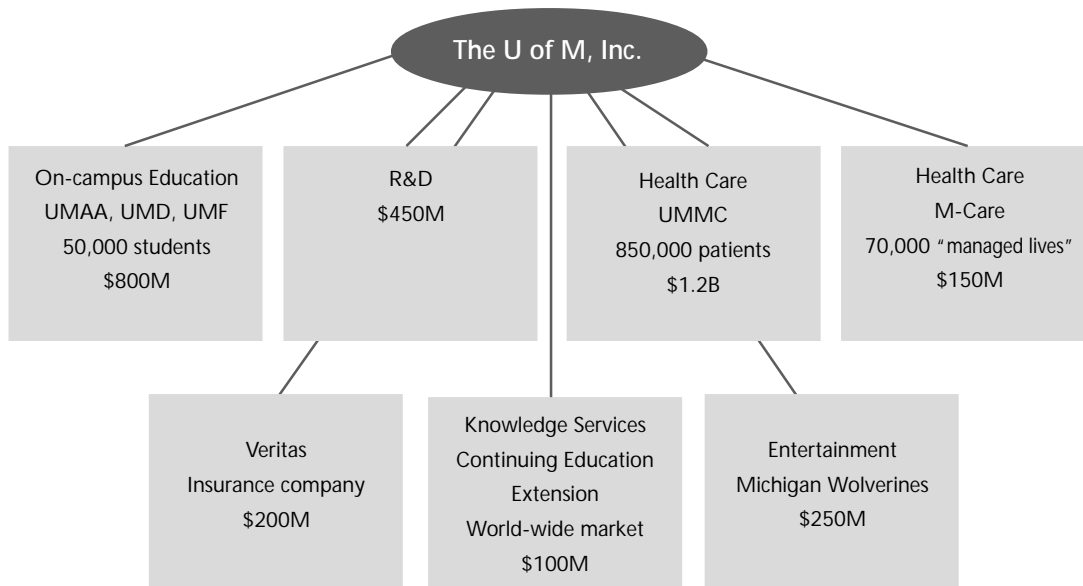 The U of M, Inc.
On-campus Education
UMAA, UMD, UMF
50,000 students
$800M
R&D
$450M
Health Care
UMMC
850,000 patients
$1.2B
Health Care
M-Care
70,000 “managed lives”
$150M
Veritas
Insurance company
$200M
Knowledge Services
Continuing Education
Extension
World-wide market
$100M
Entertainment
Michigan Wolverines
$250M